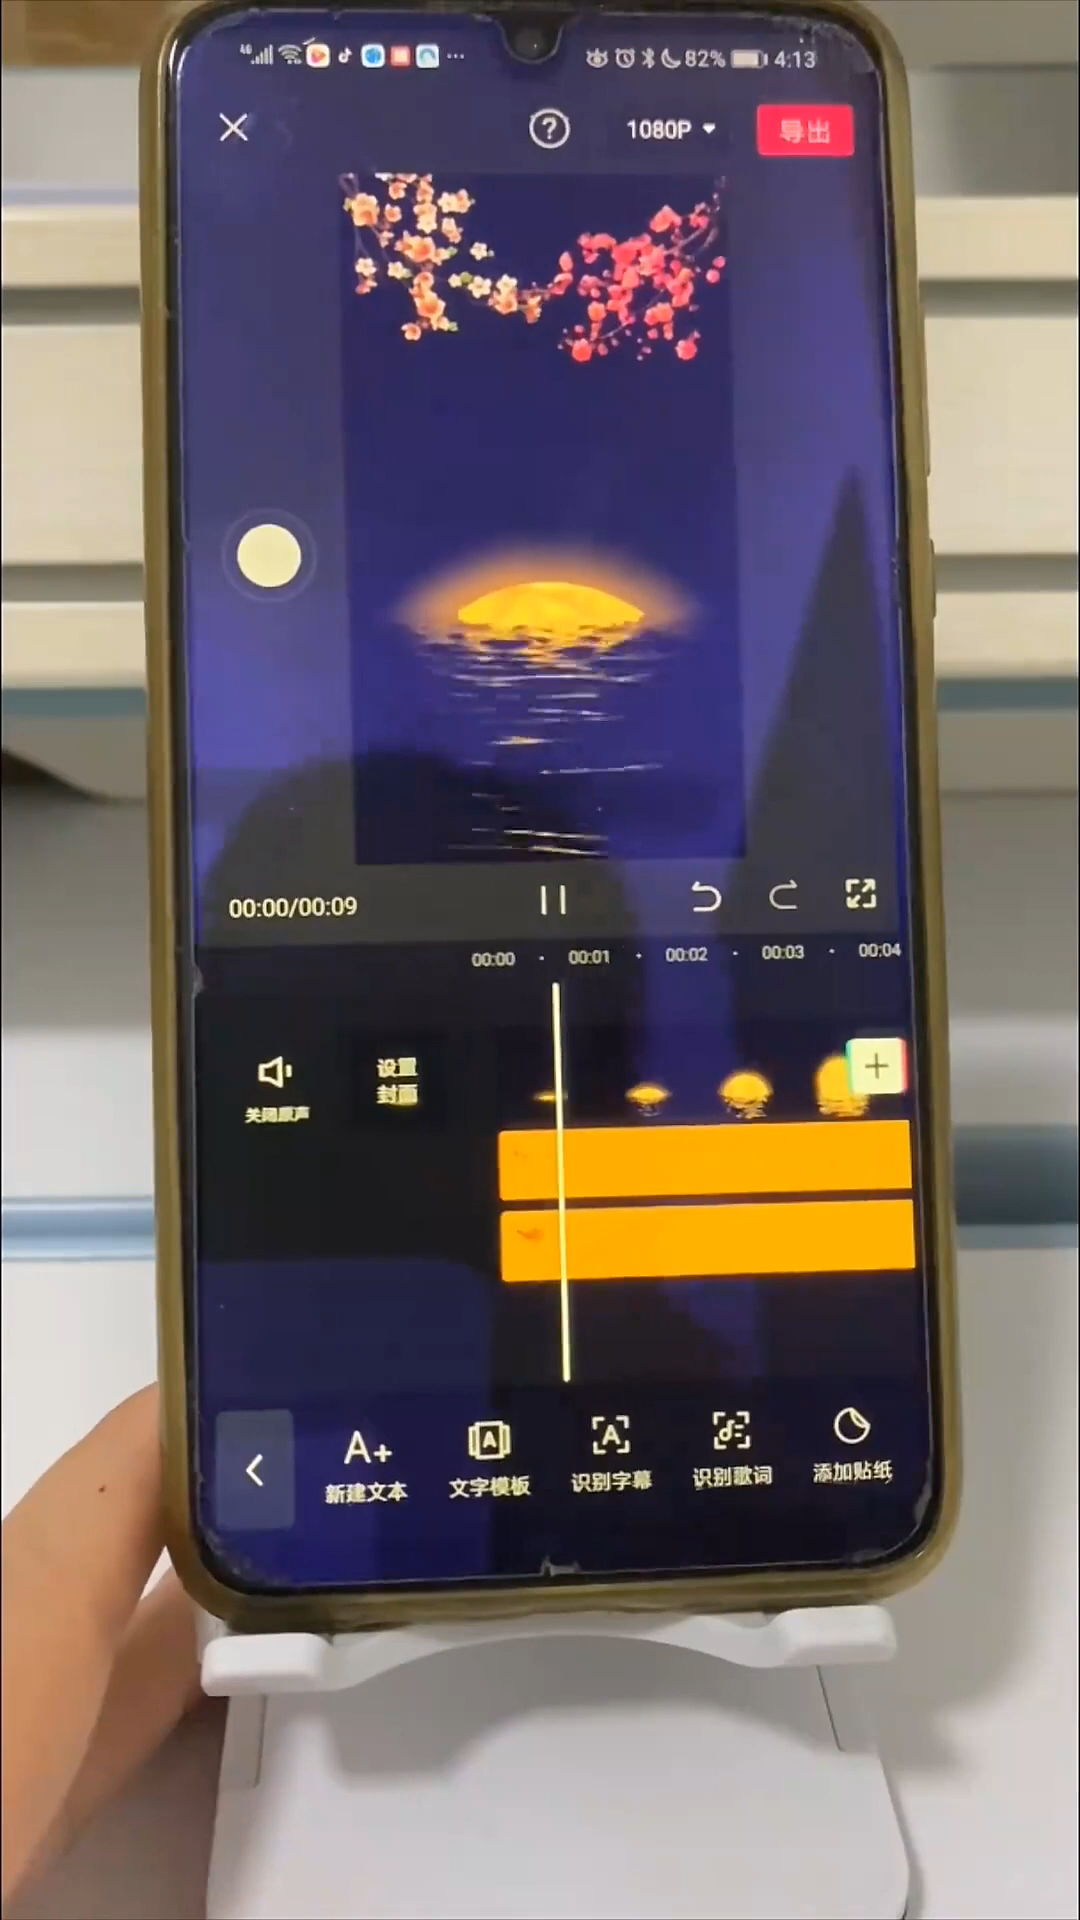 4G 82% 4:13
? 1080P 导出
00:00/00:09
00:00 00:01 00:02 00:03 00:04
关闭原声
设置
封面
A+ A A
新建文本 文字模板 识别字幕 识别歌词 添加贴纸